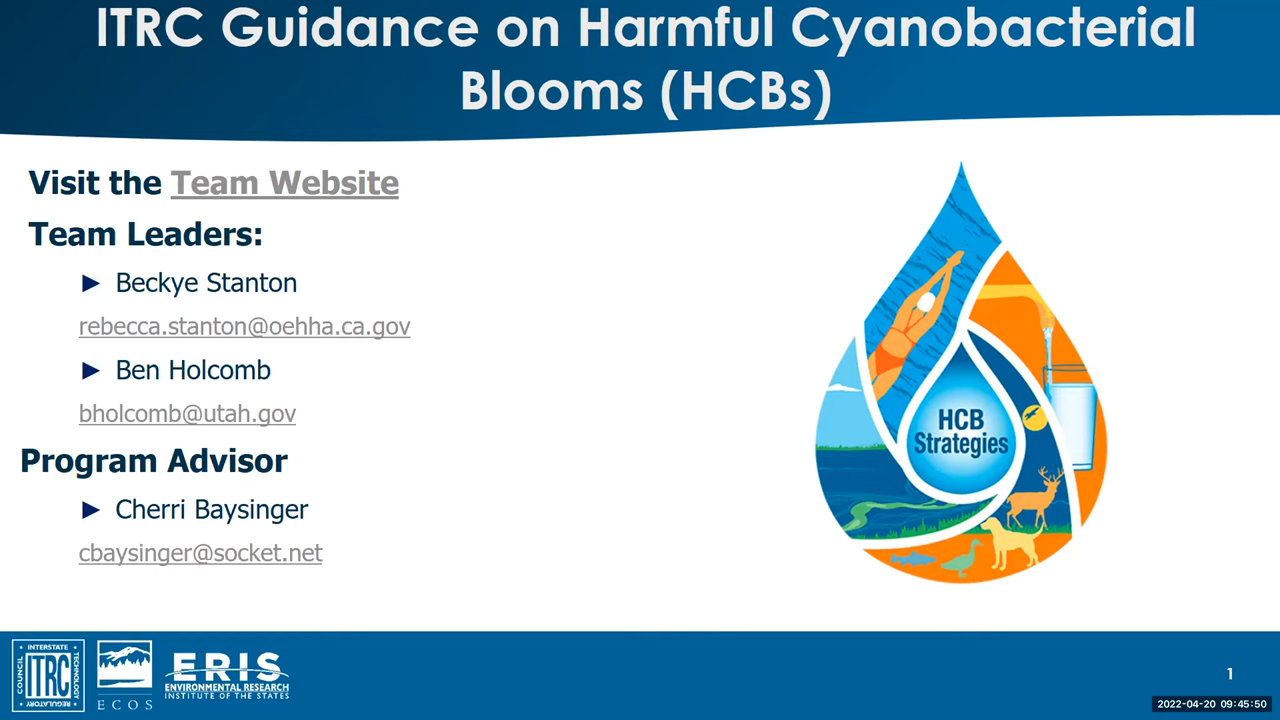 ITRC Guidance on Harmful Cyanobacterial
Blooms (HCBs)
Visit the Team Website
Team Leaders:
► Beckye Stanton
rebecca.stanton@oehha.ca.gov
► Ben Holcomb
bholcomb@utah.gov
Program Advisor
► Cherri Baysinger
cbaysinger@socket.net
HCB
Strategies
INTERSTATE
COUNCIL
ITRC
TECHNOLOGY
REGULATORY
ECOS
ERIS
ENVIRONMENTAL RESEARCH
INSTITUTE OF THE STATES
1
2022-04-20 09:45:50